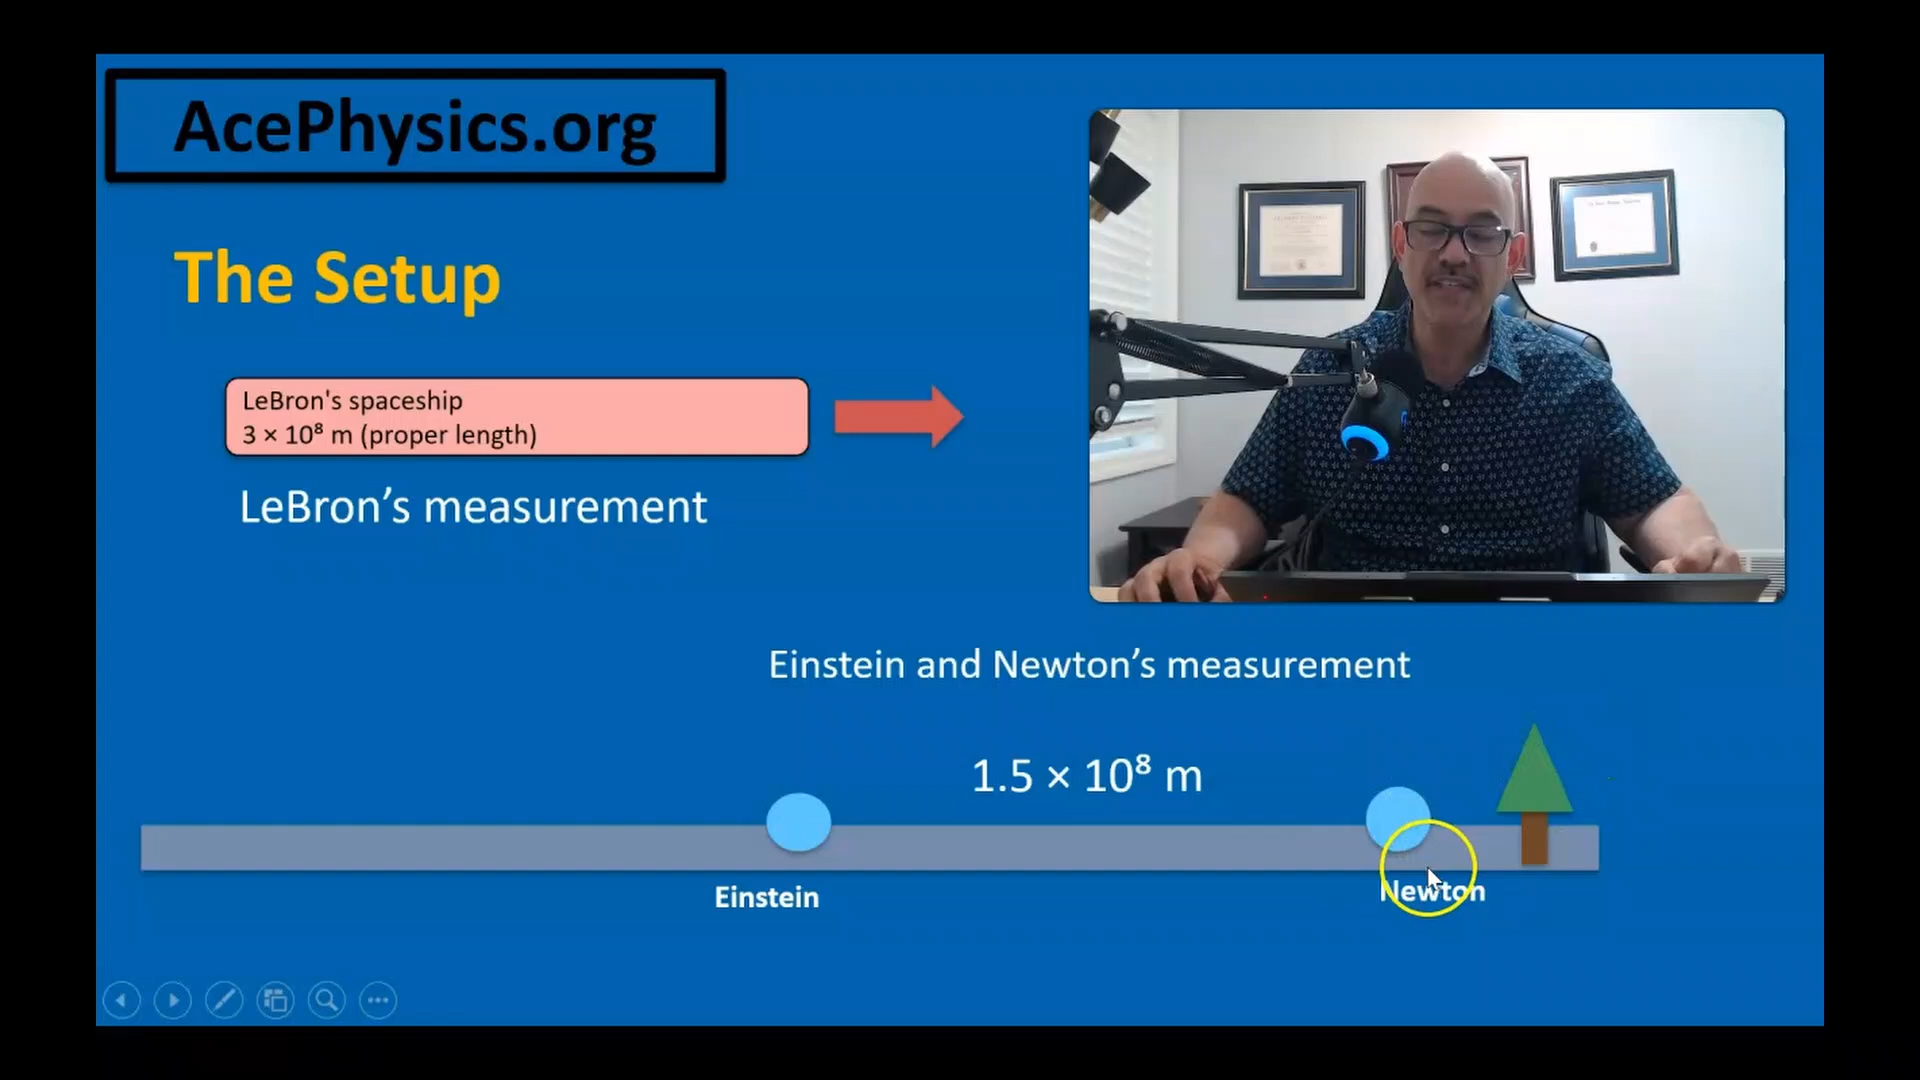 AcePhysics.org
The Setup
LeBron's spaceship
3 × 10⁸ m (proper length)
LeBron’s measurement
Einstein and Newton’s measurement
1.5 × 10⁸ m
Einstein
Newton